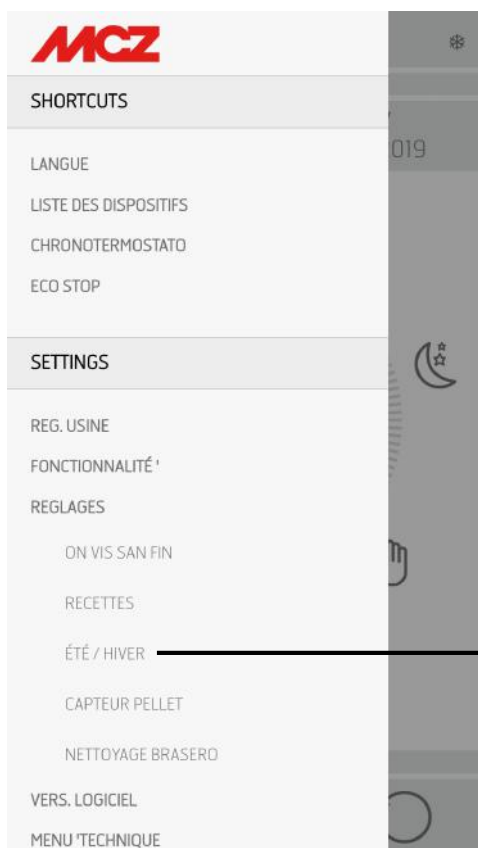 MCZ
SHORTCUTS
019
LANGUE
LISTE DES DISPOSITIFS
CHRONOTERMOSTATO
ECO STOP
SETTINGS
REG. USINE
FONCTIONNALITÉ '
REGLAGES
ON VIS SAN FIN
RECETTES
ÉTÉ / HIVER
CAPTEUR PELLET
NETTOYAGE BRASERO
VERS. LOGICIEL
MENU 'TECHNIQUE